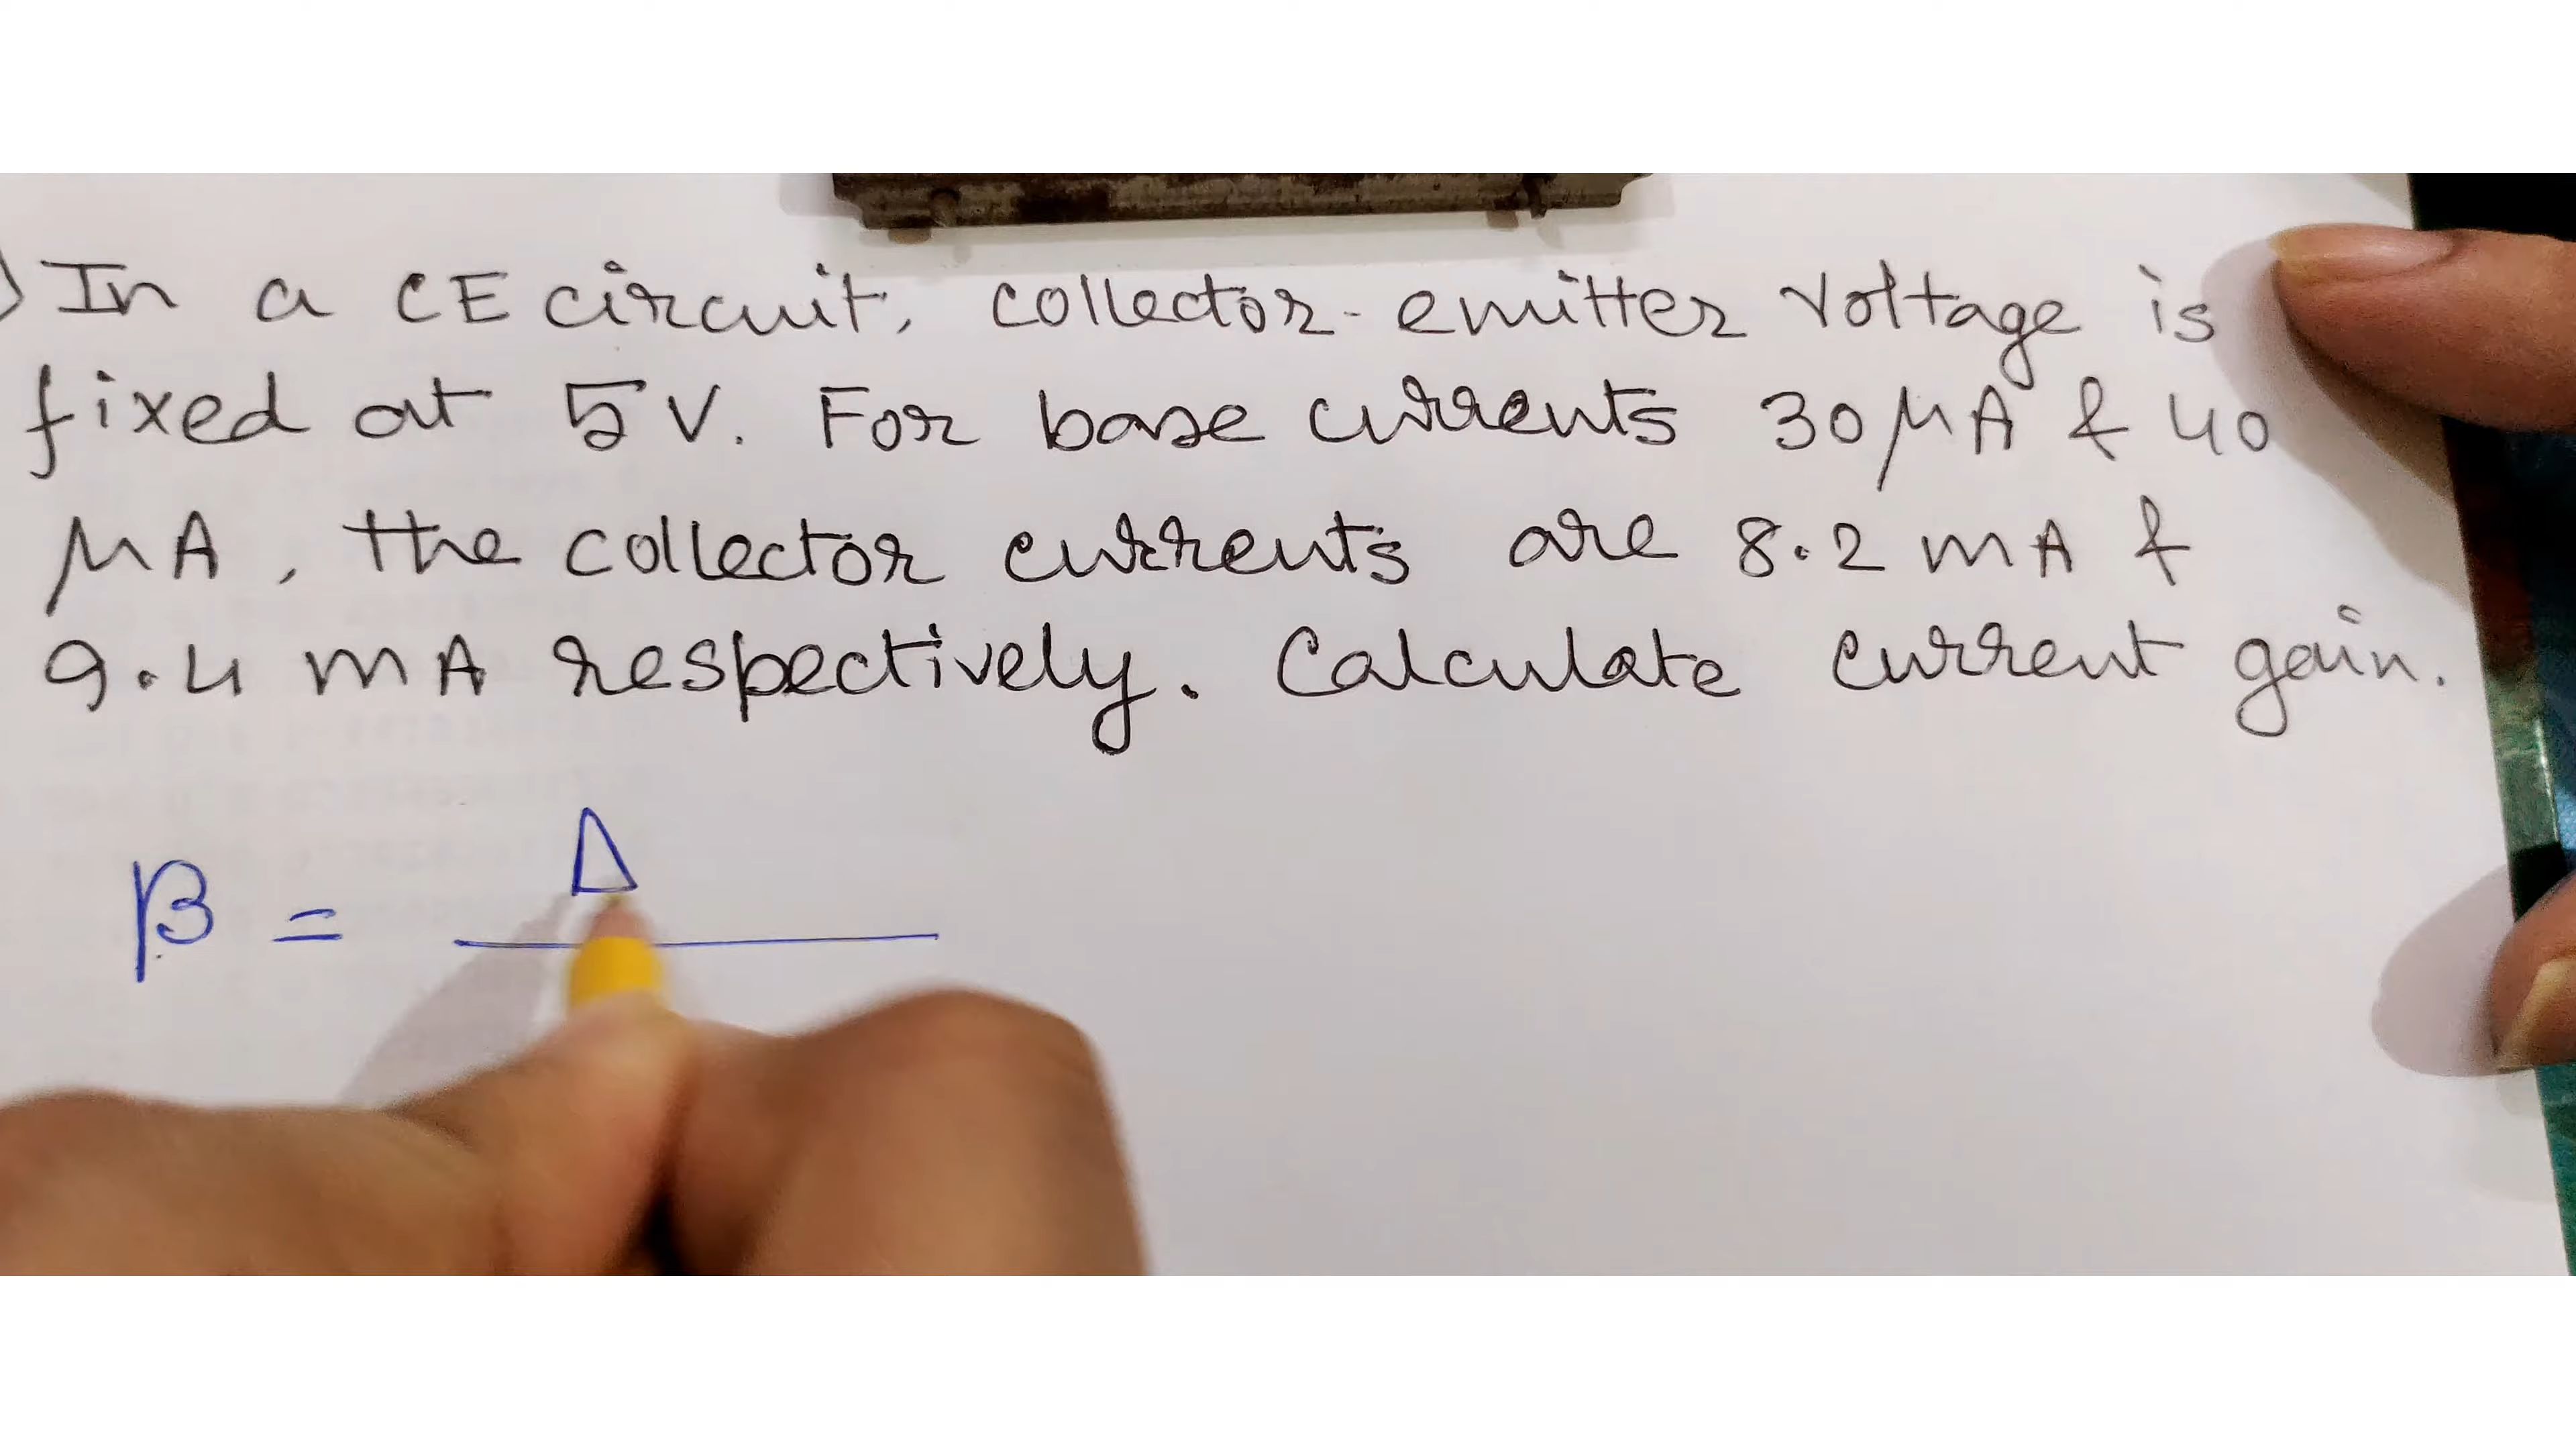 ) In a CE circuit, collector-emitter voltage is
fixed at 5V. For base currents 30 μA & 40
μA, the collector currents are 8.2 mA &
9.4 mA respectively. Calculate current gain.
β = Δ